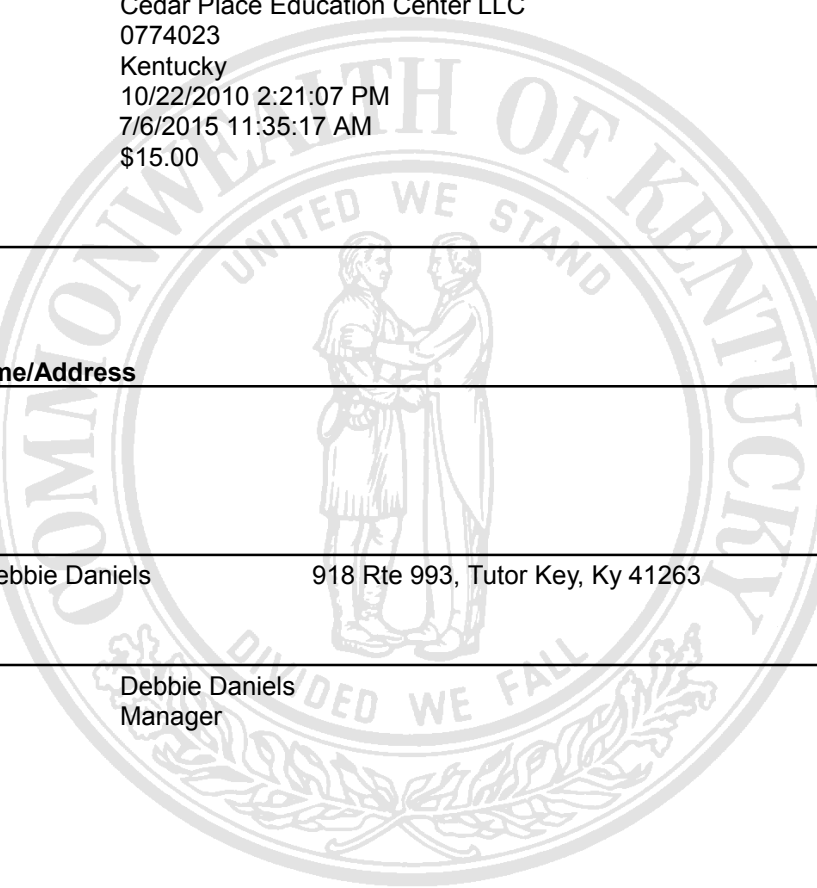 Cedar Place Education Center LLC
0774023
Kentucky
10/22/2010 2:21:07 PM
7/6/2015 11:35:17 AM
$15.00
COMMONWEALTH OF KENTUCKY
UNITED WE STAND
me/Address
ebbie Daniels 918 Rte 993, Tutor Key, Ky 41263
DIVIDED WE FALL
Debbie Daniels
Manager